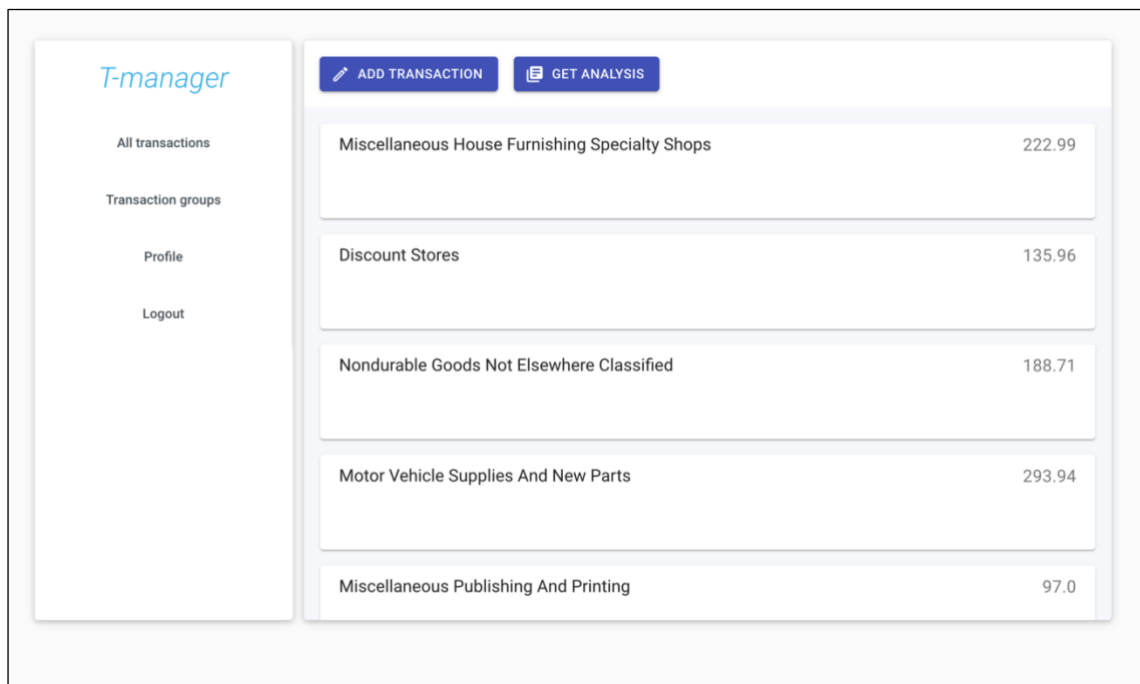 T-manager
All transactions
Transaction groups
Profile
Logout
ADD TRANSACTION GET ANALYSIS
Miscellaneous House Furnishing Specialty Shops 222.99
Discount Stores 135.96
Nondurable Goods Not Elsewhere Classified 188.71
Motor Vehicle Supplies And New Parts 293.94
Miscellaneous Publishing And Printing 97.0